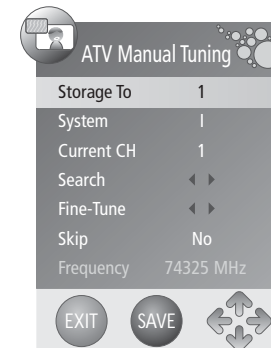 ATV Manual Tuning
Storage To 1
System I
Current CH 1
Search
Fine-Tune
Skip No
Frequency 74325 MHz
EXIT SAVE